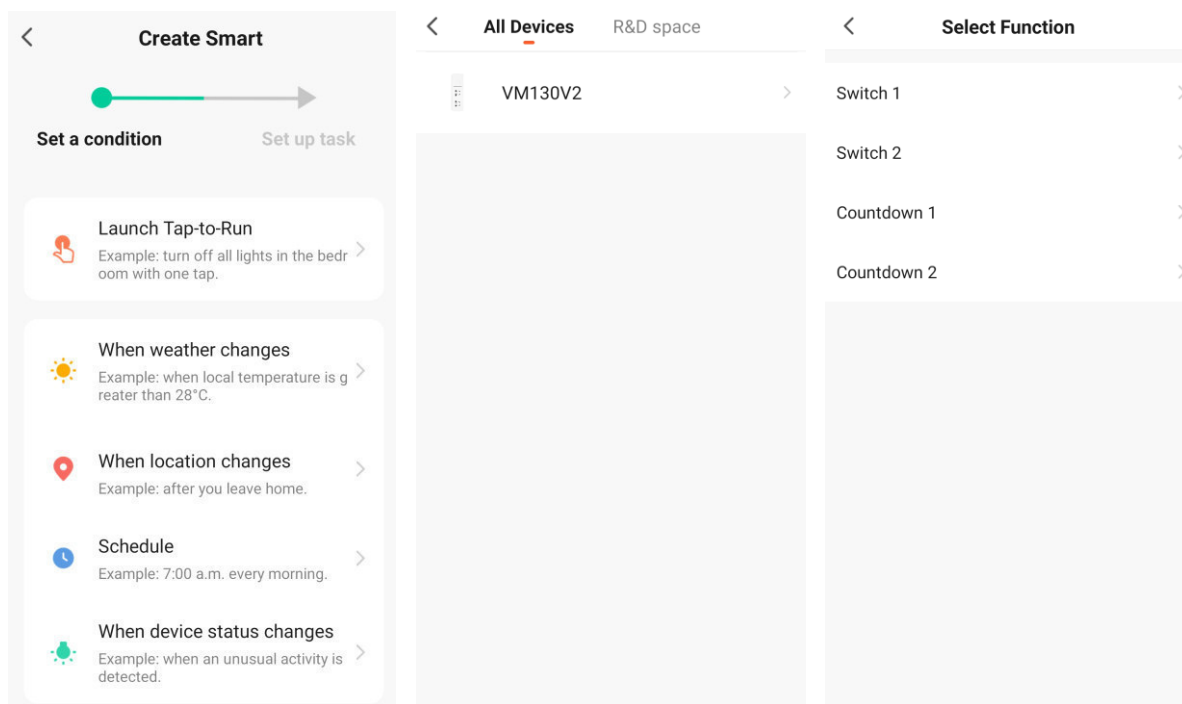 Create Smart
Set a condition
Set up task
Launch Tap-to-Run
Example: turn off all lights in the bedr
oom with one tap.
When weather changes
Example: when local temperature is g
reater than 28°C.
When location changes
Example: after you leave home.
Schedule
Example: 7:00 a.m. every morning.
When device status changes
Example: when an unusual activity is
detected.
All Devices R&D space
VM130V2
Select Function
Switch 1
Switch 2
Countdown 1
Countdown 2